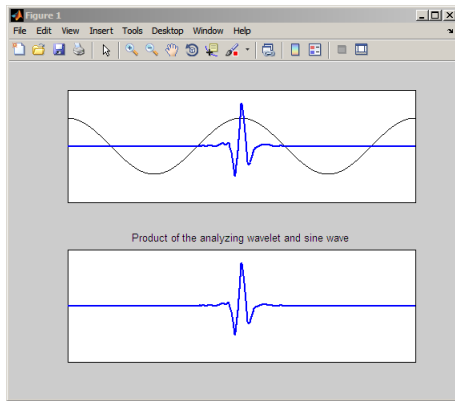 Figure 1
File Edit View Insert Tools Desktop Window Help
Product of the analyzing wavelet and sine wave